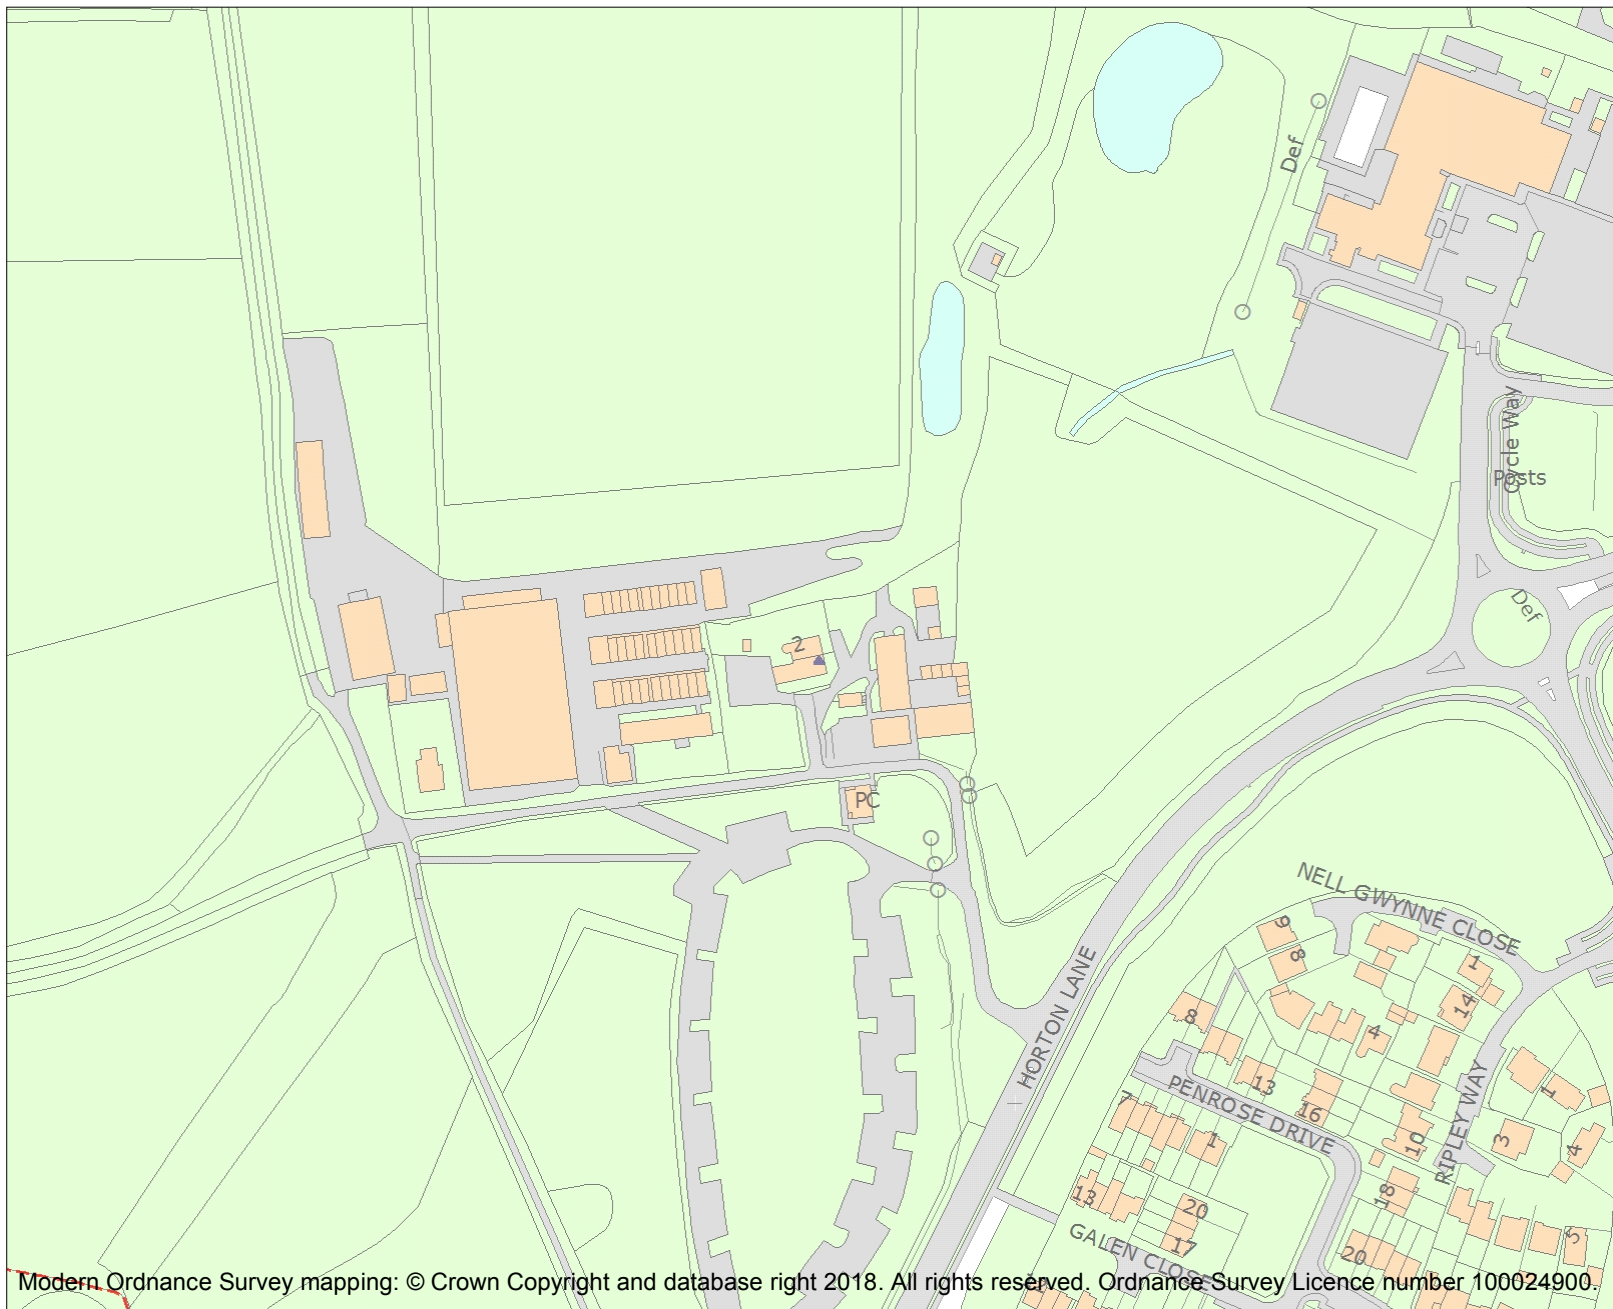 Def
Cycle Way
Posts
Def
2
PC
NELL GWYNNE CLOSE
9
8
1
14
8
4
HORTON LANE
13
16
PENROSE DRIVE
7
1
10
RIPLEY WAY
1
3
4
13
20
17
18
GALEN CLOSE
20
5
Modern Ordnance Survey mapping: © Crown Copyright and database right 2018. All rights reserved. Ordnance Survey Licence number 100024900.